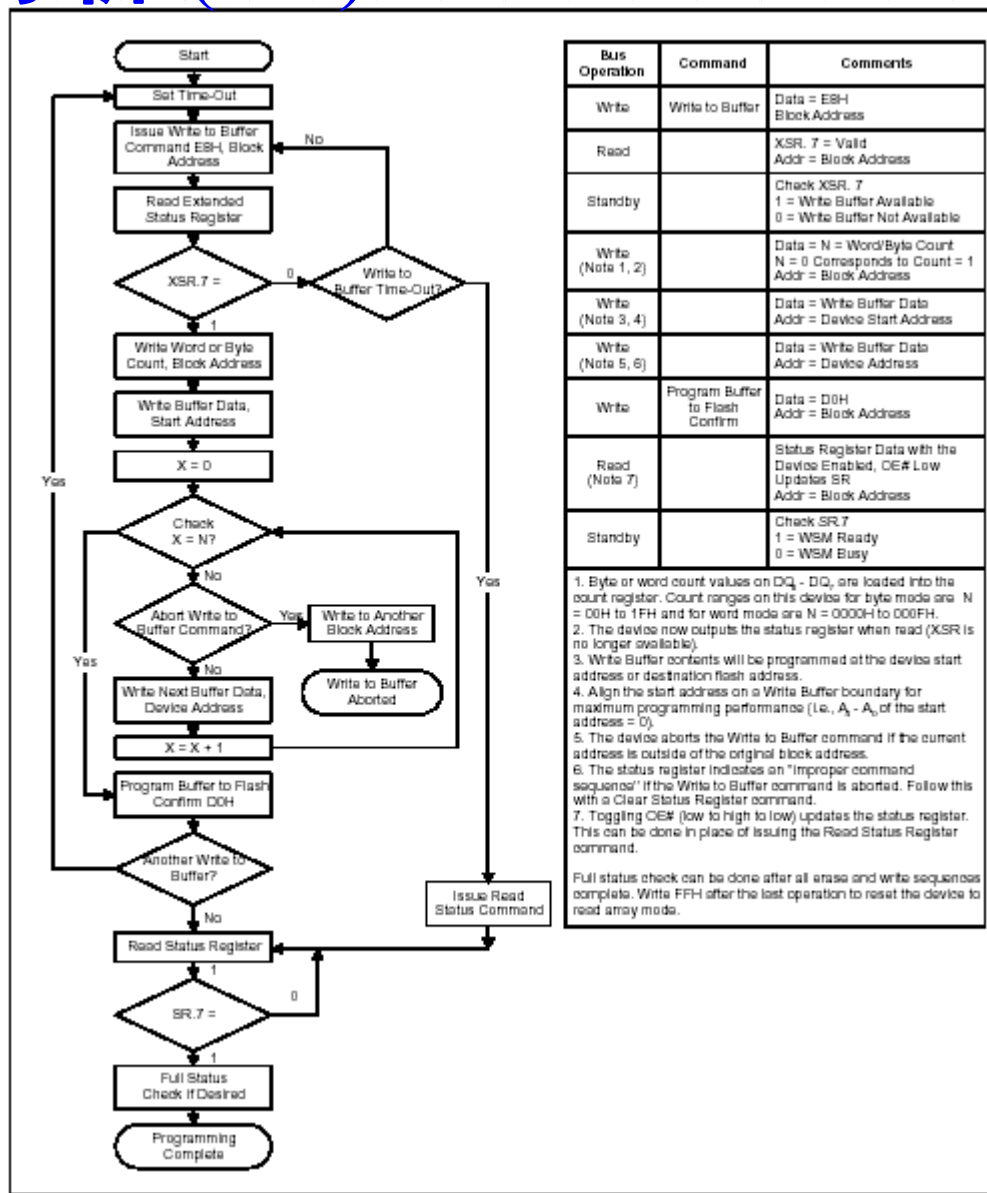 Start
Set Time-Out
Issue Write to Buffer
Command E8H, Block
Address
No
Read Extended
Status Register
XSR.7 =
0
Write to
Buffer Time-Out?
1
Write Word or Byte
Count, Block Address
Write Buffer Data,
Start Address
X = 0
Yes
Check
X = N?
No
Yes
Abort Write to
Buffer Command?
Yes
Write to Another
Block Address
Yes
No
Write to Buffer
Aborted
Write Next Buffer Data,
Device Address
X = X + 1
Program Buffer to Flash
Confirm D0H
Another Write to
Buffer?
No
Issue Read
Status Command
Read Status Register
1
SR.7 =
0
1
Full Status
Check if Desired
Programming
Complete
Bus
Operation
Command
Comments
Write
Write to Buffer
Data = E8H
Block Address
Read
XSR. 7 = Valid
Addr = Block Address
Standby
Check XSR. 7
1 = Write Buffer Available
0 = Write Buffer Not Available
Write
(Note 1, 2)
Data = N = Word/Byte Count
N = 0 Corresponds to Count = 1
Addr = Block Address
Write
(Note 3, 4)
Data = Write Buffer Data
Addr = Device Start Address
Write
(Note 5, 6)
Data = Write Buffer Data
Addr = Device Address
Write
Program Buffer
to Flash
Confirm
Data = D0H
Addr = Block Address
Read
(Note 7)
Status Register Data with the
Device Enabled, OE# Low
Updates SR
Addr = Block Address
Standby
Check SR.7
1 = WSM Ready
0 = WSM Busy
1. Byte or word count values on DQ - DQ are loaded into the
count register. Count ranges on this device for byte mode are N
= 00H to 1FH and for word mode are N = 0000H to 000FH.
2. The device now outputs the status register when read (XSR is
no longer available).
3. Write Buffer contents will be programmed at the device start
address or destination flash address.
4. Align the start address on a Write Buffer boundary for
maximum programming performance (i.e., A - A of the start
address = 0).
5. The device aborts the Write to Buffer command if the current
address is outside of the original block address.
6. The status register indicates an "improper command
sequence" if the Write to Buffer command is aborted. Follow this
with a Clear Status Register command.
7. Toggling OE# (low to high to low) updates the status register.
This can be done in place of issuing the Read Status Register
command.
Full status check can be done after all erase and write sequences
complete. Write FFH after the last operation to reset the device to
read array mode.